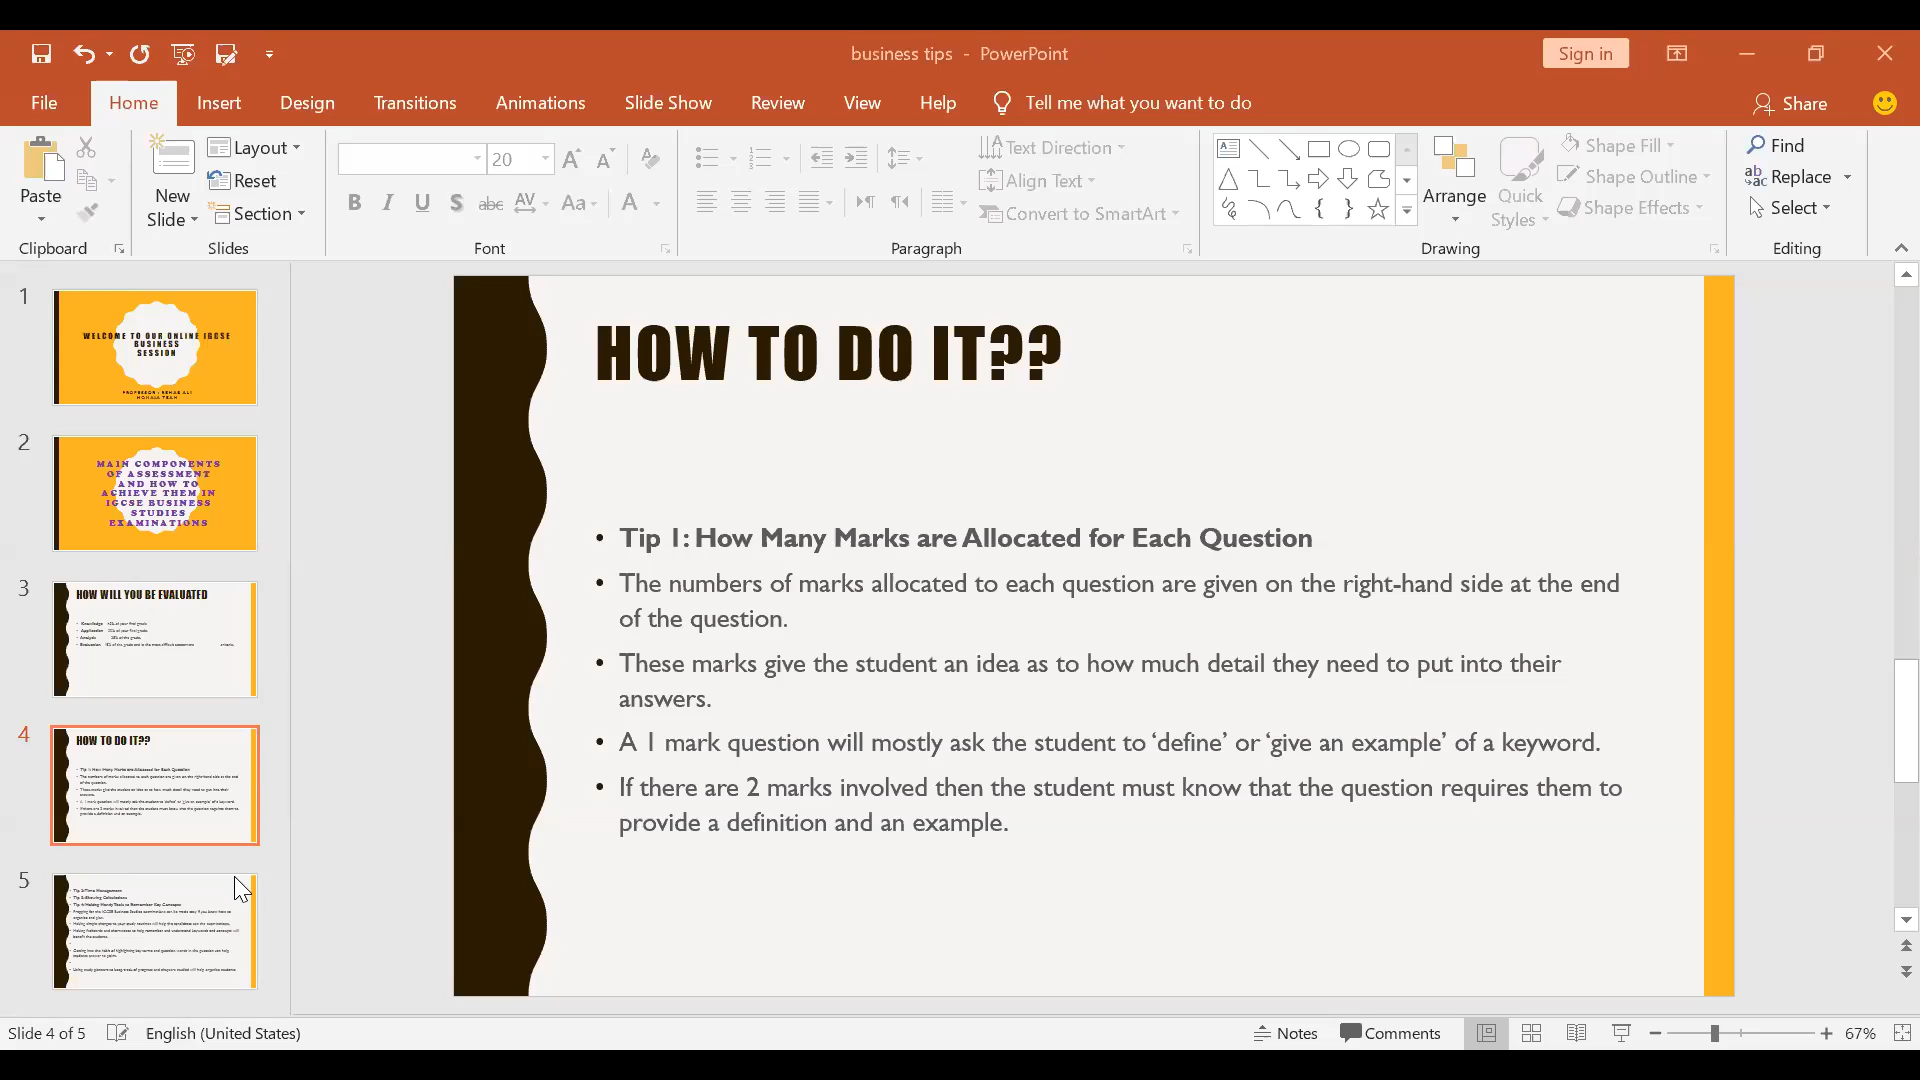 business tips - PowerPoint
Sign in
File Home Insert Design Transitions Animations Slide Show Review View Help Tell me what you want to do Share
Paste
Clipboard
New Slide
Layout
Reset
Section
Slides
20
Font
Text Direction
Align Text
Convert to SmartArt
Paragraph
Arrange
Quick Styles
Shape Fill
Shape Outline
Shape Effects
Drawing
Find
Replace
Select
Editing
1
WELCOME TO OUR ONLINE IGCSE
BUSINESS
SESSION
2
MAIN COMPONENTS
OF ASSESSMENT
AND HOW TO
ACHIEVE THEM IN
IGCSE BUSINESS
STUDIES
EXAMINATIONS
3
HOW WILL YOU BE EVALUATED
4
HOW TO DO IT??
5
HOW TO DO IT??
• Tip 1: How Many Marks are Allocated for Each Question
• The numbers of marks allocated to each question are given on the right-hand side at the end
of the question.
• These marks give the student an idea as to how much detail they need to put into their
answers.
• A 1 mark question will mostly ask the student to ‘define’ or ‘give an example’ of a keyword.
• If there are 2 marks involved then the student must know that the question requires them to
provide a definition and an example.
Slide 4 of 5 English (United States) Notes Comments 67%